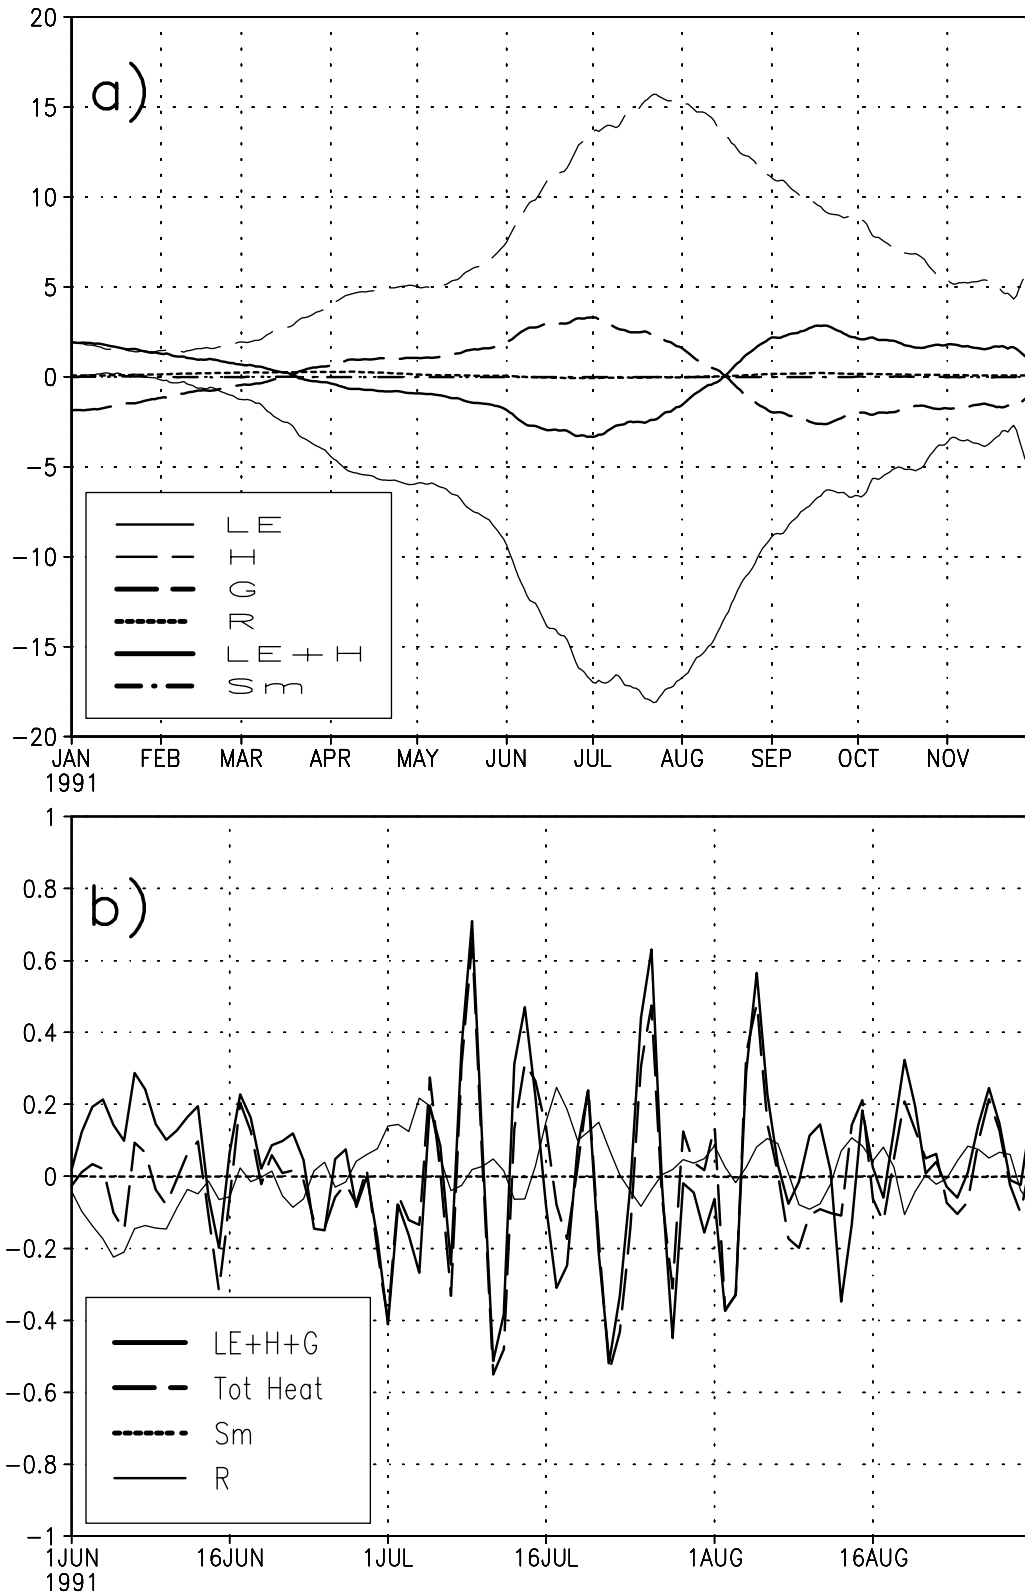 20
a)
15
10
5
0
−5
LE
−10
H
G
R
−15
LE+H
Sm
−20
JAN FEB MAR APR MAY JUN JUL AUG SEP OCT NOV
1991
1
0.8
b)
0.6
0.4
0.2
0
−0.2
−0.4
LE+H+G
−0.6
Tot Heat
Sm
−0.8
R
−1
1JUN 16JUN 1JUL 16JUL 1AUG 16AUG
1991